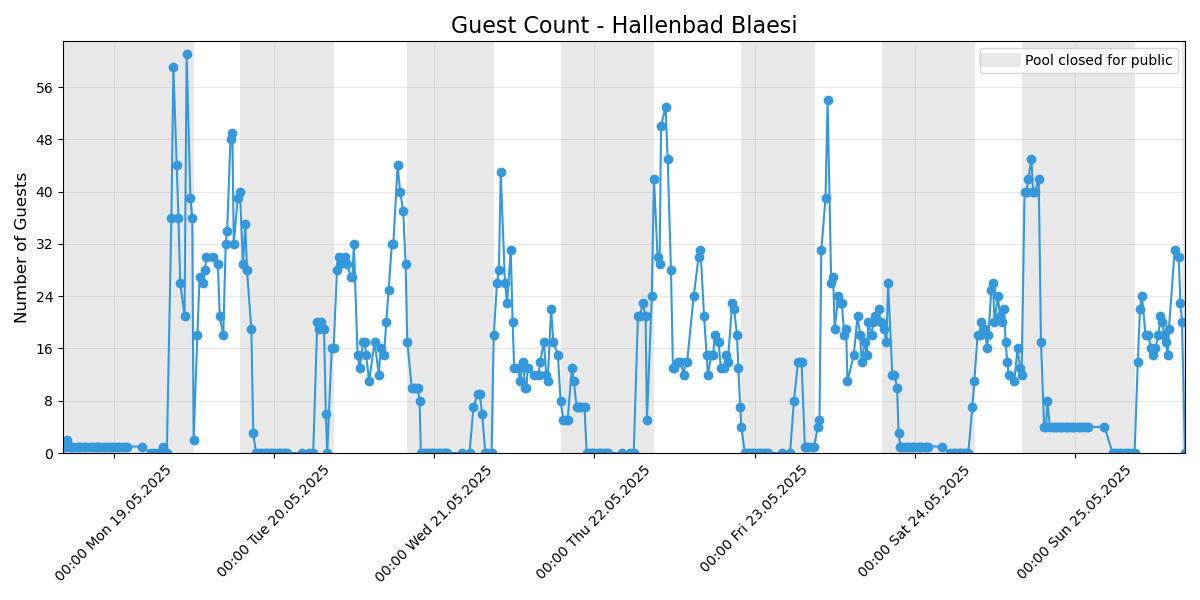 Guest Count - Hallenbad Blaesi
Pool closed for public
Number of Guests
56
48
40
32
24
16
8
0
00:00 Mon 19.05.2025
00:00 Tue 20.05.2025
00:00 Wed 21.05.2025
00:00 Thu 22.05.2025
00:00 Fri 23.05.2025
00:00 Sat 24.05.2025
00:00 Sun 25.05.2025